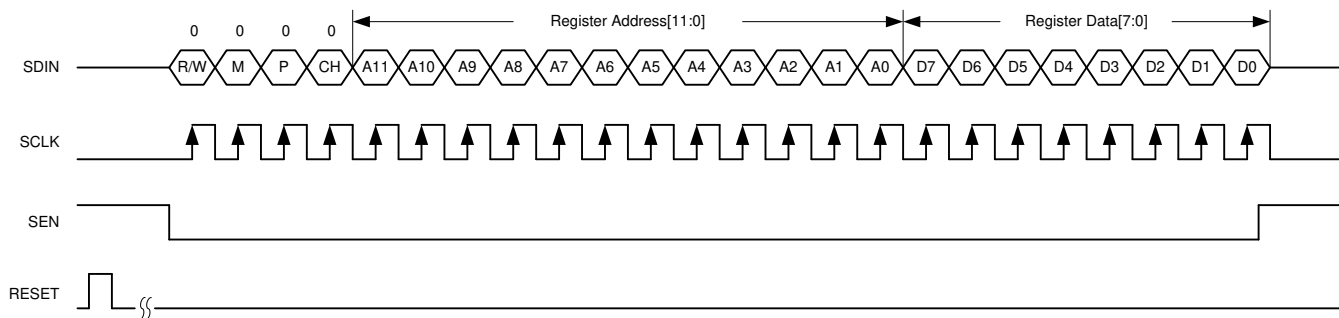 0 0 0 0 Register Address[11:0] Register Data[7:0]
SDIN R/W M P CH A11 A10 A9 A8 A7 A6 A5 A4 A3 A2 A1 A0 D7 D6 D5 D4 D3 D2 D1 D0
SCLK
SEN
RESET